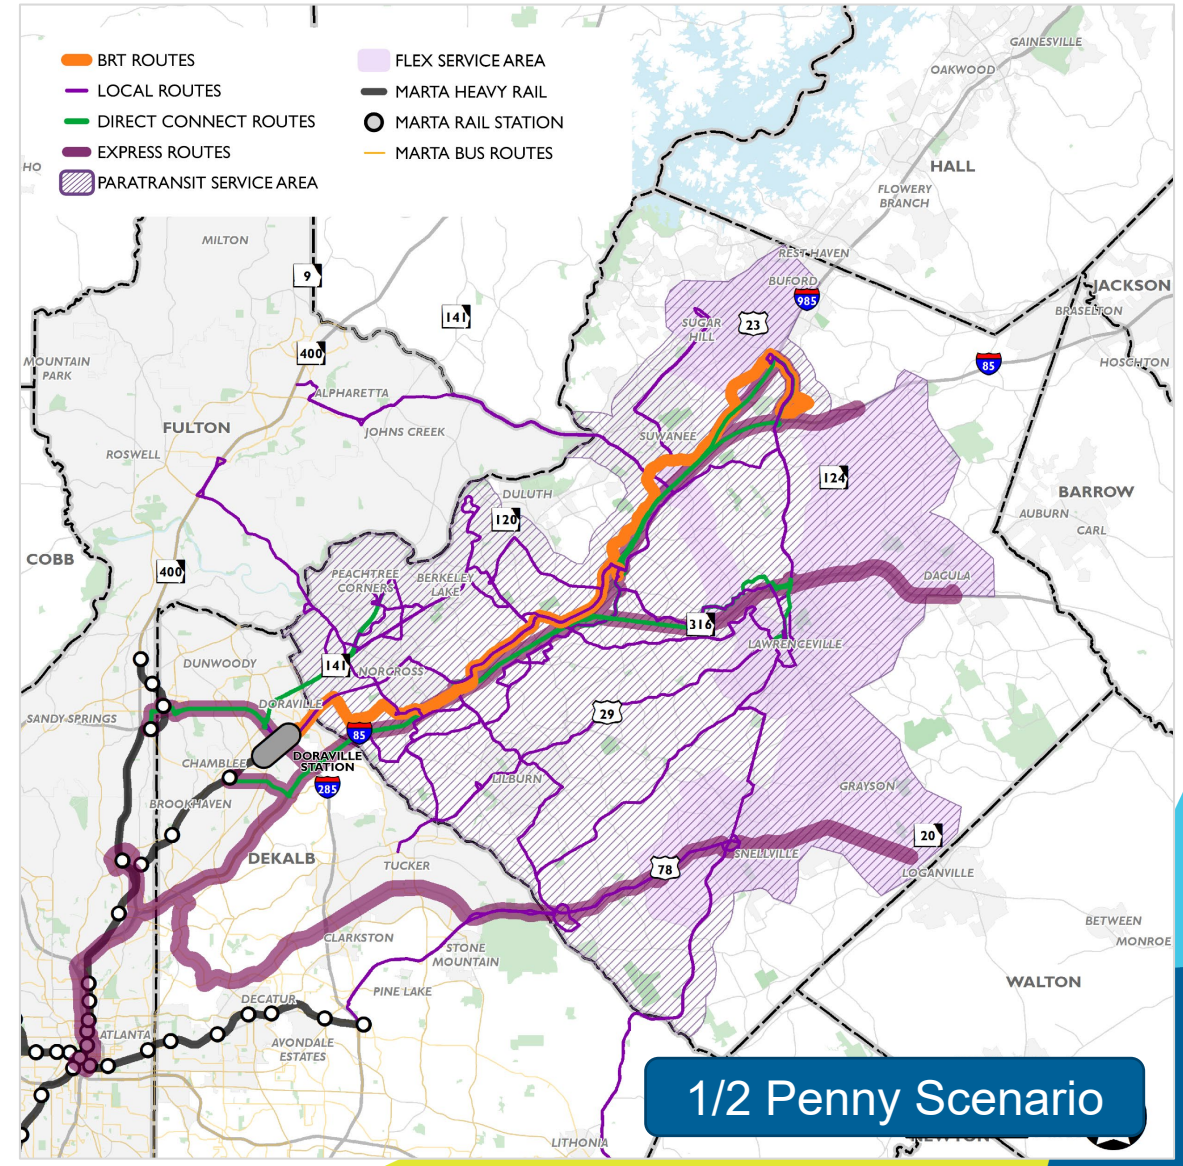 BRT ROUTES
LOCAL ROUTES
DIRECT CONNECT ROUTES
EXPRESS ROUTES
PARATRANSIT SERVICE AREA
FLEX SERVICE AREA
MARTA HEAVY RAIL
MARTA RAIL STATION
MARTA BUS ROUTES
GAINESVILLE
OAKWOOD
HO
HALL
FLOWERY
BRANCH
MILTON
REST HAVEN
9
BUFORD
985
JACKSON
BRASELTON
141
SUGAR
HILL
23
400
MOUNTAIN
PARK
85
HOSCHTON
ALPHARETTA
FULTON
JOHNS CREEK
SUWANEE
ROSWELL
124
BARROW
DULUTH
120
AUBURN
CARL
COBB
400
PEACHTREE
CORNERS
BERKELEY
LAKE
DACULA
316
LAWRENCEVILLE
DUNWOODY
141
NORCROSS
DORAVILLE
SANDY SPRINGS
29
85
DORAVILLE
STATION
CHAMBLEE
285
LILBURN
GRAYSON
BROOKHAVEN
20
DEKALB
TUCKER
SNELLVILLE
78
LOGANVILLE
BETWEEN
CLARKSTON
STONE
MOUNTAIN
MONROE
PINE LAKE
WALTON
DECATUR
ATLANTA
AVONDALE
ESTATES
1/2 Penny Scenario
LITHONIA
NEWTON